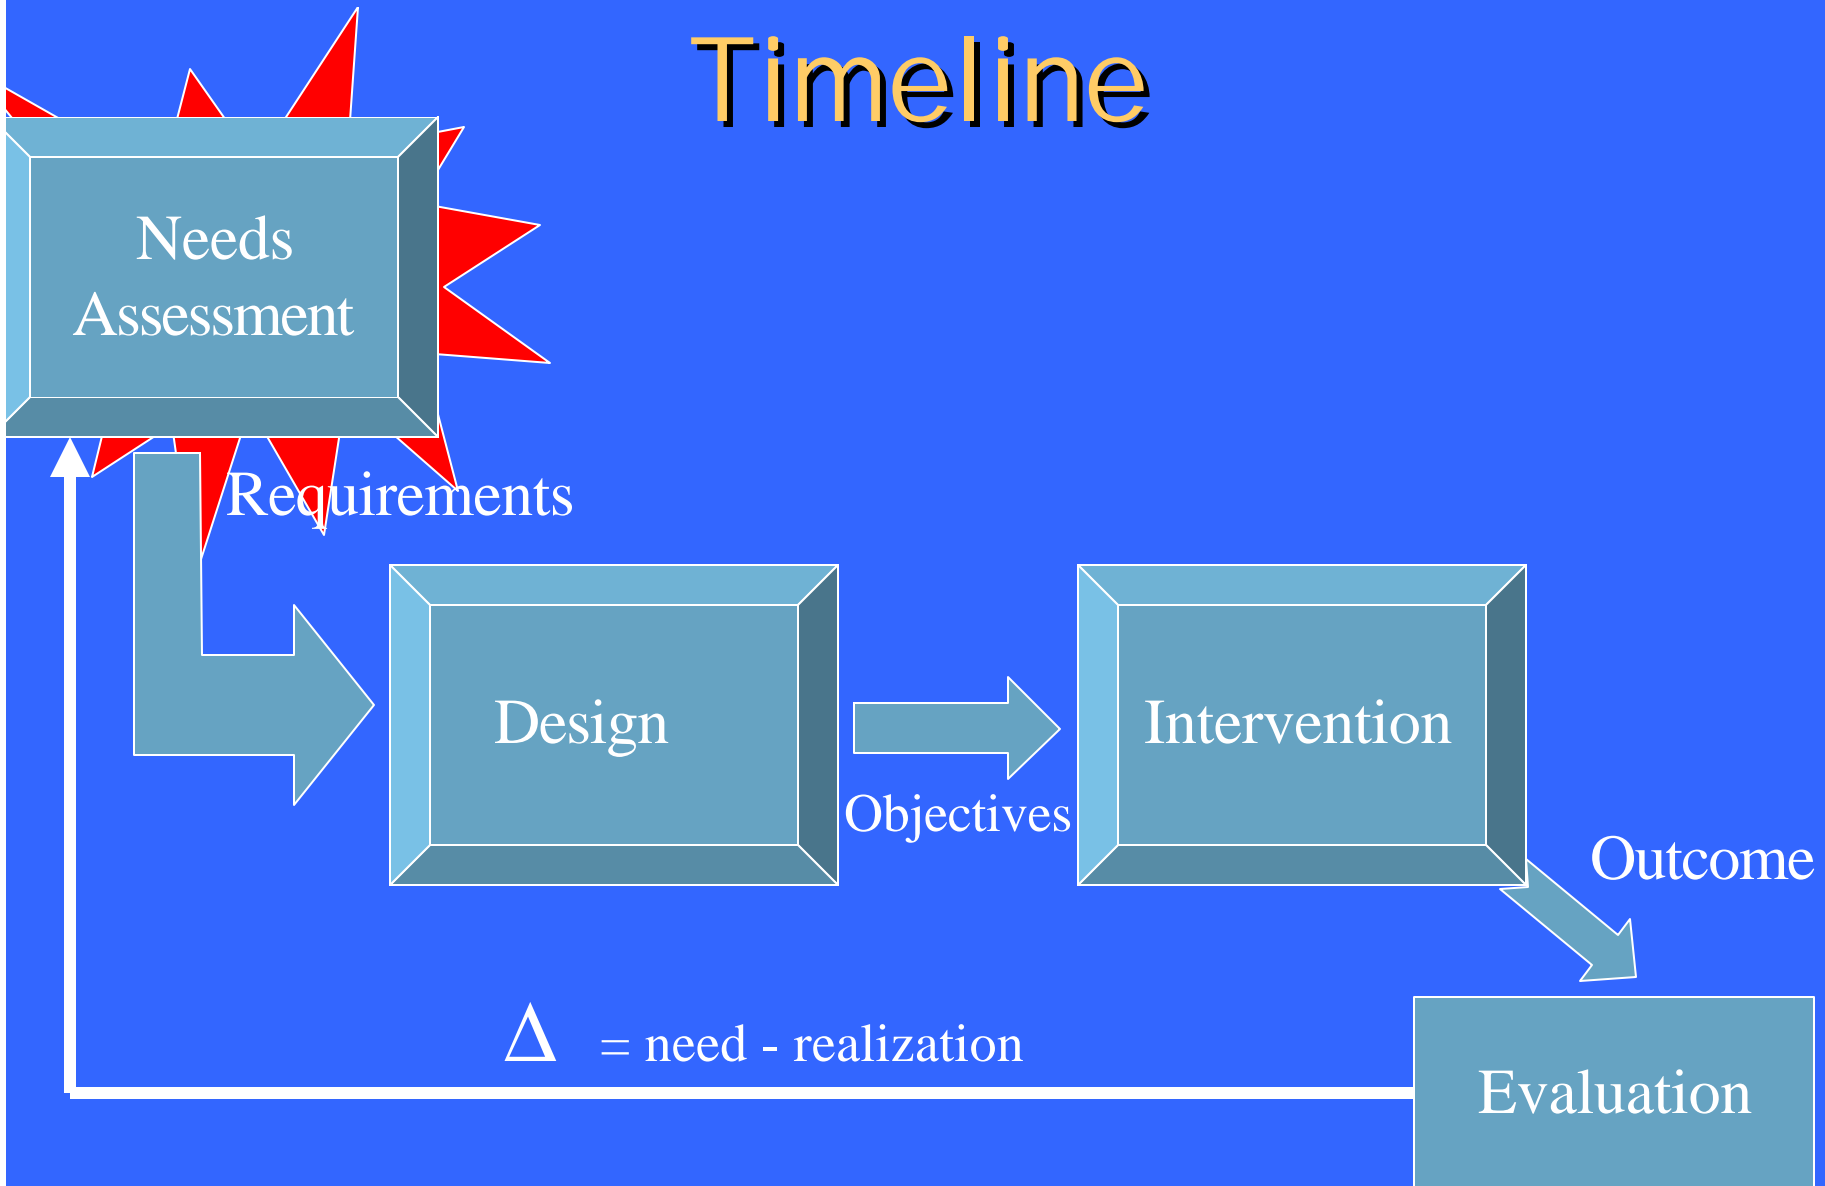 Timeline
Needs
Assessment
Requirements
Design
Intervention
Objectives
Outcome
Δ = need - realization
Evaluation